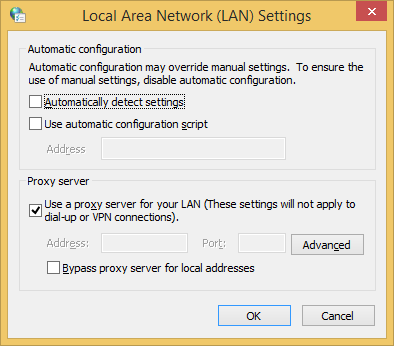 Local Area Network (LAN) Settings
Automatic configuration
Automatic configuration may override manual settings. To ensure the
use of manual settings, disable automatic configuration.
Automatically detect settings
Use automatic configuration script
Address
Proxy server
Use a proxy server for your LAN (These settings will not apply to
dial-up or VPN connections).
Address: Port: Advanced
Bypass proxy server for local addresses
OK Cancel